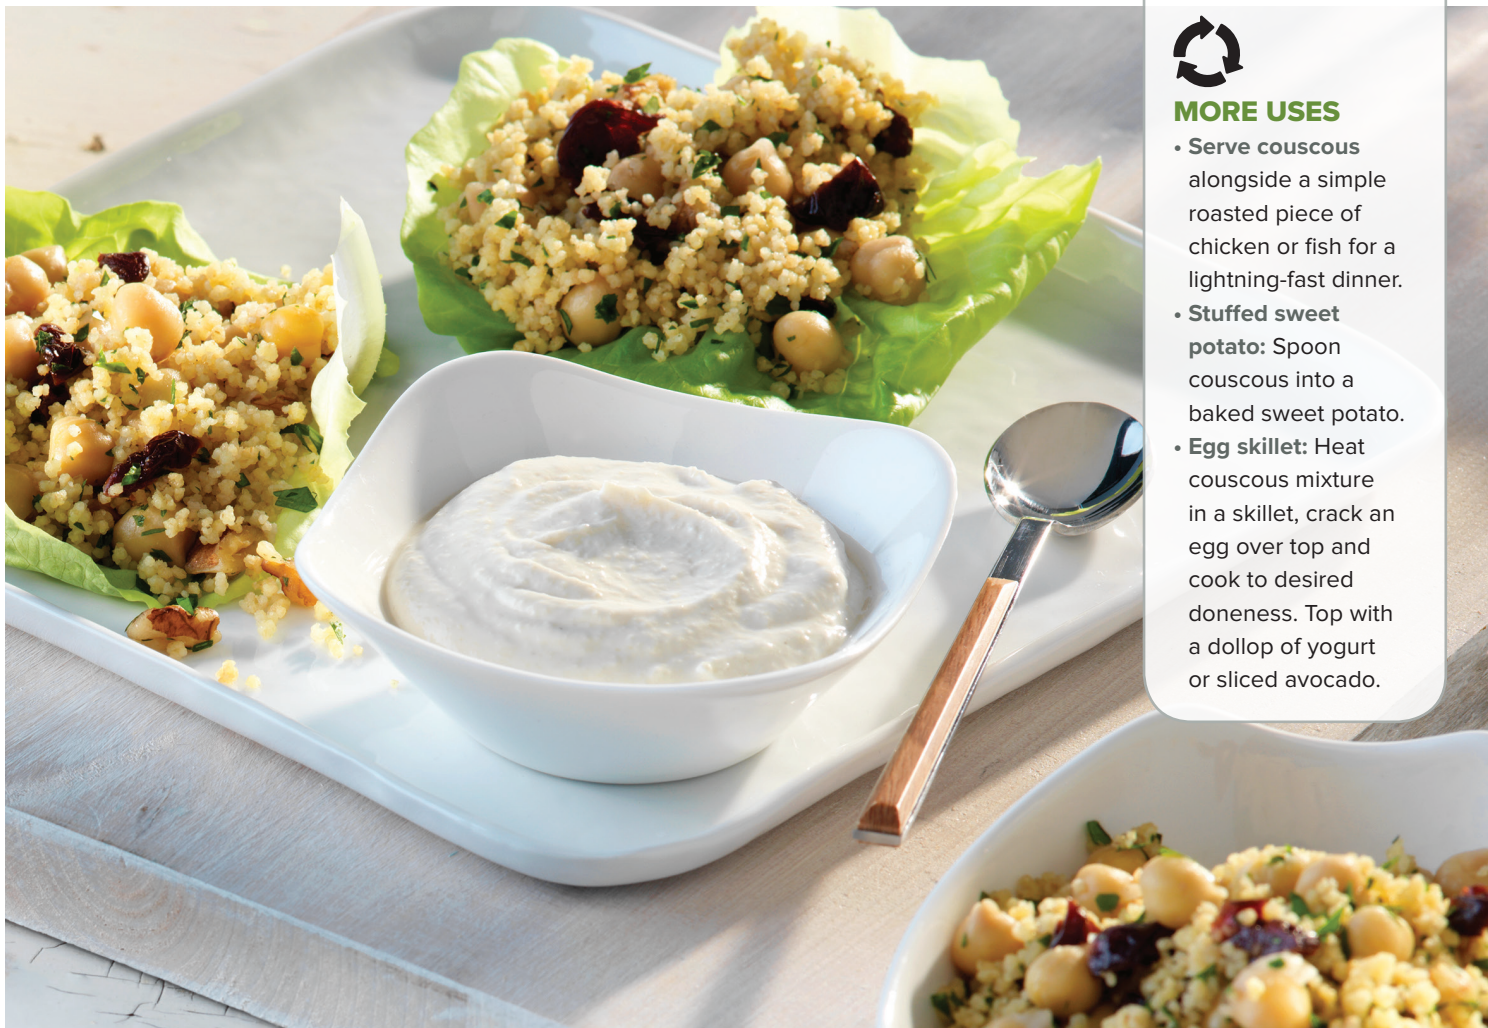 MORE USES
• Serve couscous
alongside a simple
roasted piece of
chicken or fish for a
lightning-fast dinner.
• Stuffed sweet
potato: Spoon
couscous into a
baked sweet potato.
• Egg skillet: Heat
couscous mixture
in a skillet, crack an
egg over top and
cook to desired
doneness. Top with
a dollop of yogurt
or sliced avocado.